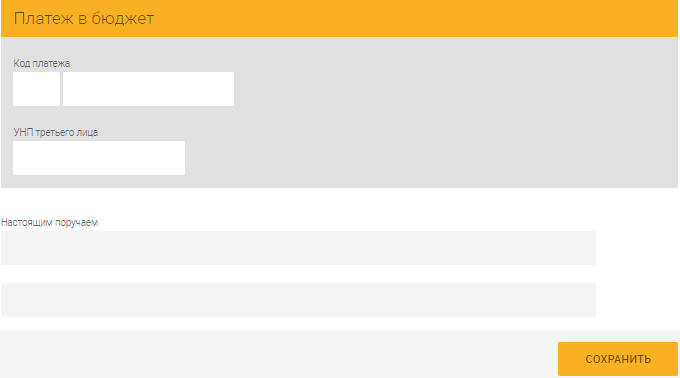 Платеж в бюджет
Код платежа
УНП третьего лица
Настоящим поручаем
СОХРАНИТЬ